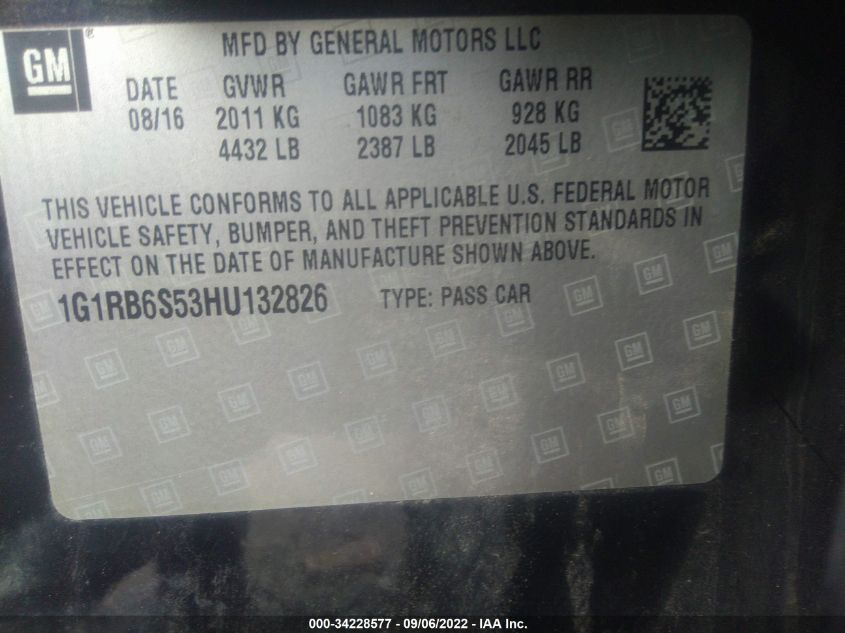 GM ®
MFD BY GENERAL MOTORS LLC
DATE GVWR GAWR FRT GAWR RR
08/16 2011 KG 1083 KG 928 KG
4432 LB 2387 LB 2045 LB
THIS VEHICLE CONFORMS TO ALL APPLICABLE U.S. FEDERAL MOTOR
VEHICLE SAFETY, BUMPER, AND THEFT PREVENTION STANDARDS IN
EFFECT ON THE DATE OF MANUFACTURE SHOWN ABOVE.
1G1RB6S53HU132826 TYPE: PASS CAR
000-34228577 - 09/06/2022 - IAA Inc.